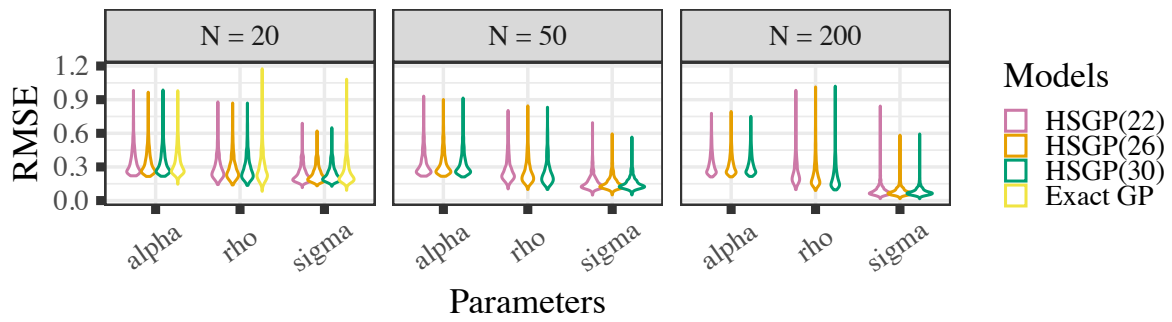 N = 20
N = 50
N = 200
RMSE
1.2
0.9
0.6
0.3
0.0
alpha
rho
sigma
alpha
rho
sigma
alpha
rho
sigma
Parameters
Models
HSGP(22)
HSGP(26)
HSGP(30)
Exact GP